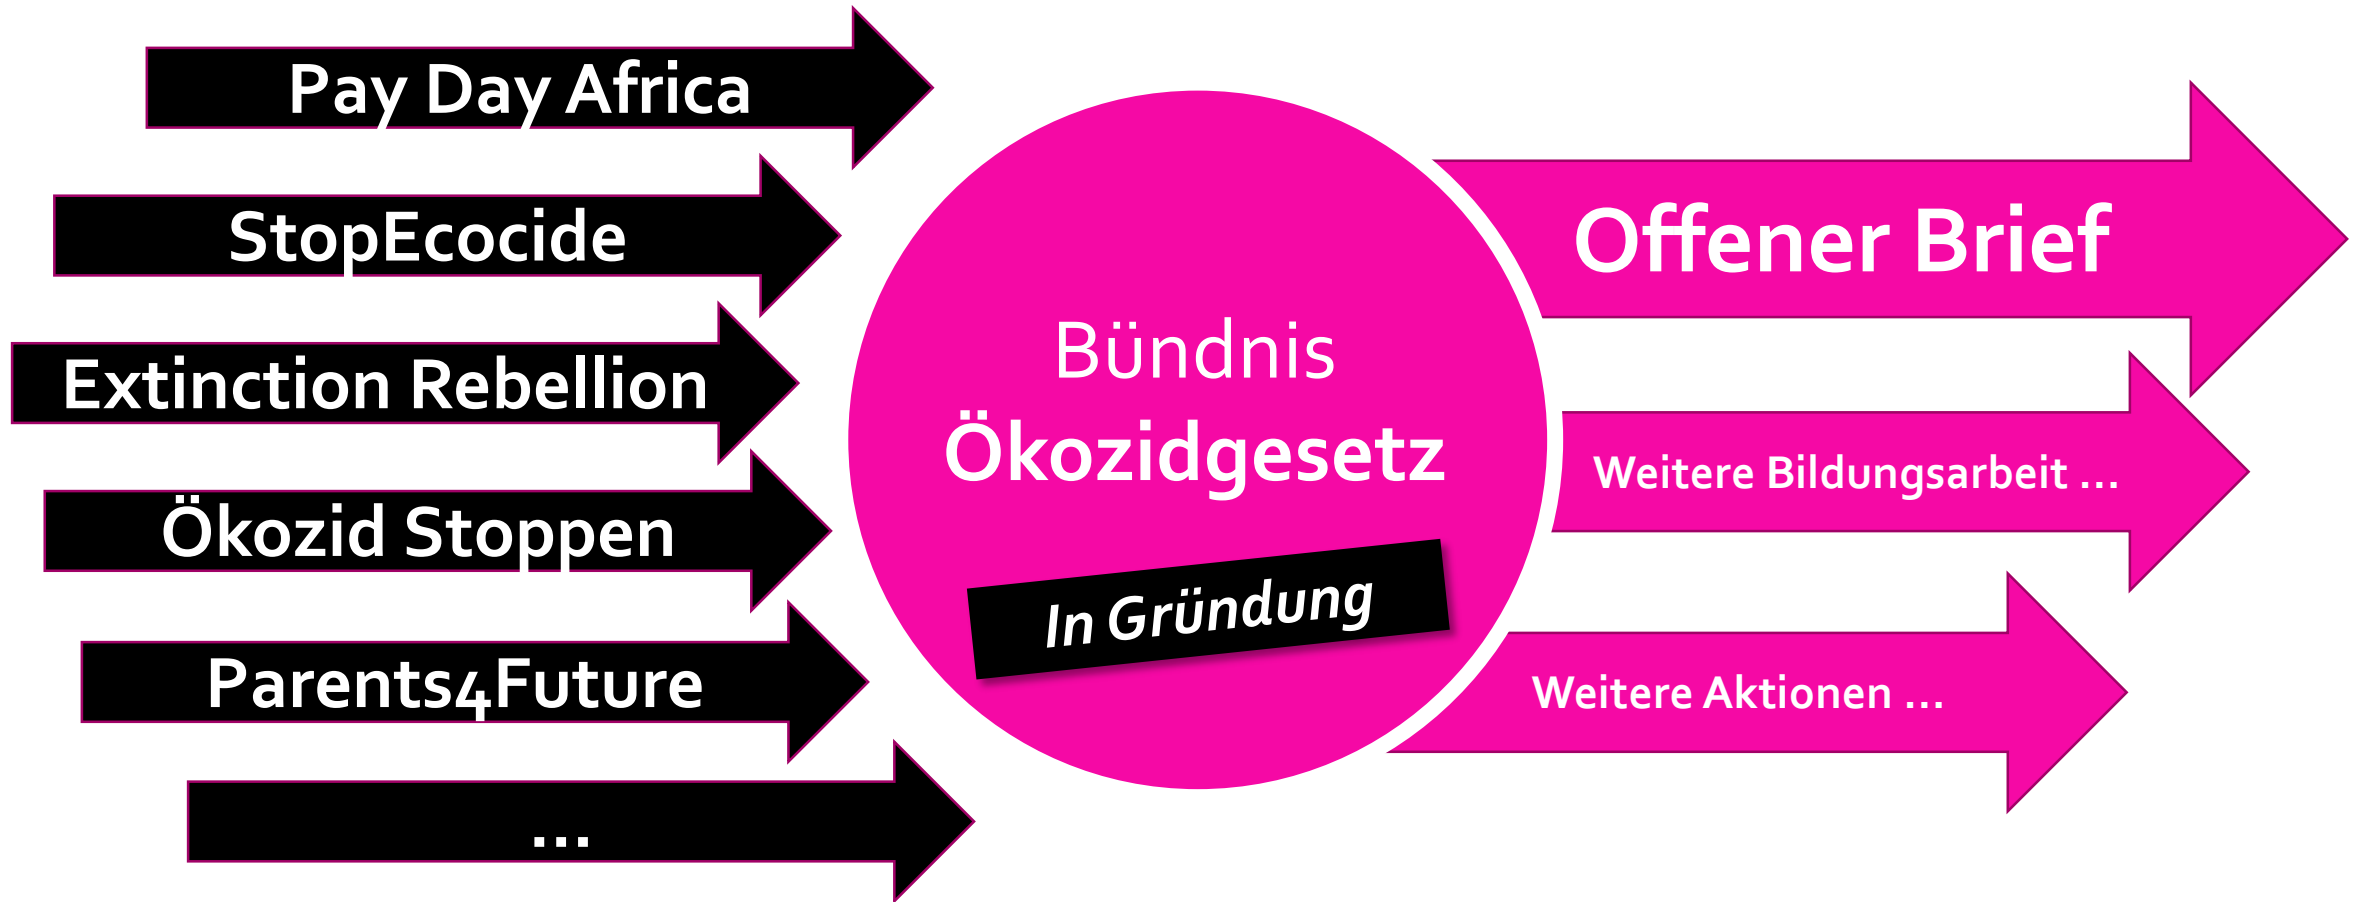 Pay Day Africa
StopEcocide
Extinction Rebellion
Ökozid Stoppen
Parents4Future
...
Bündnis
Ökozidgesetz
In Gründung
Offener Brief
Weitere Bildungsarbeit ...
Weitere Aktionen ...